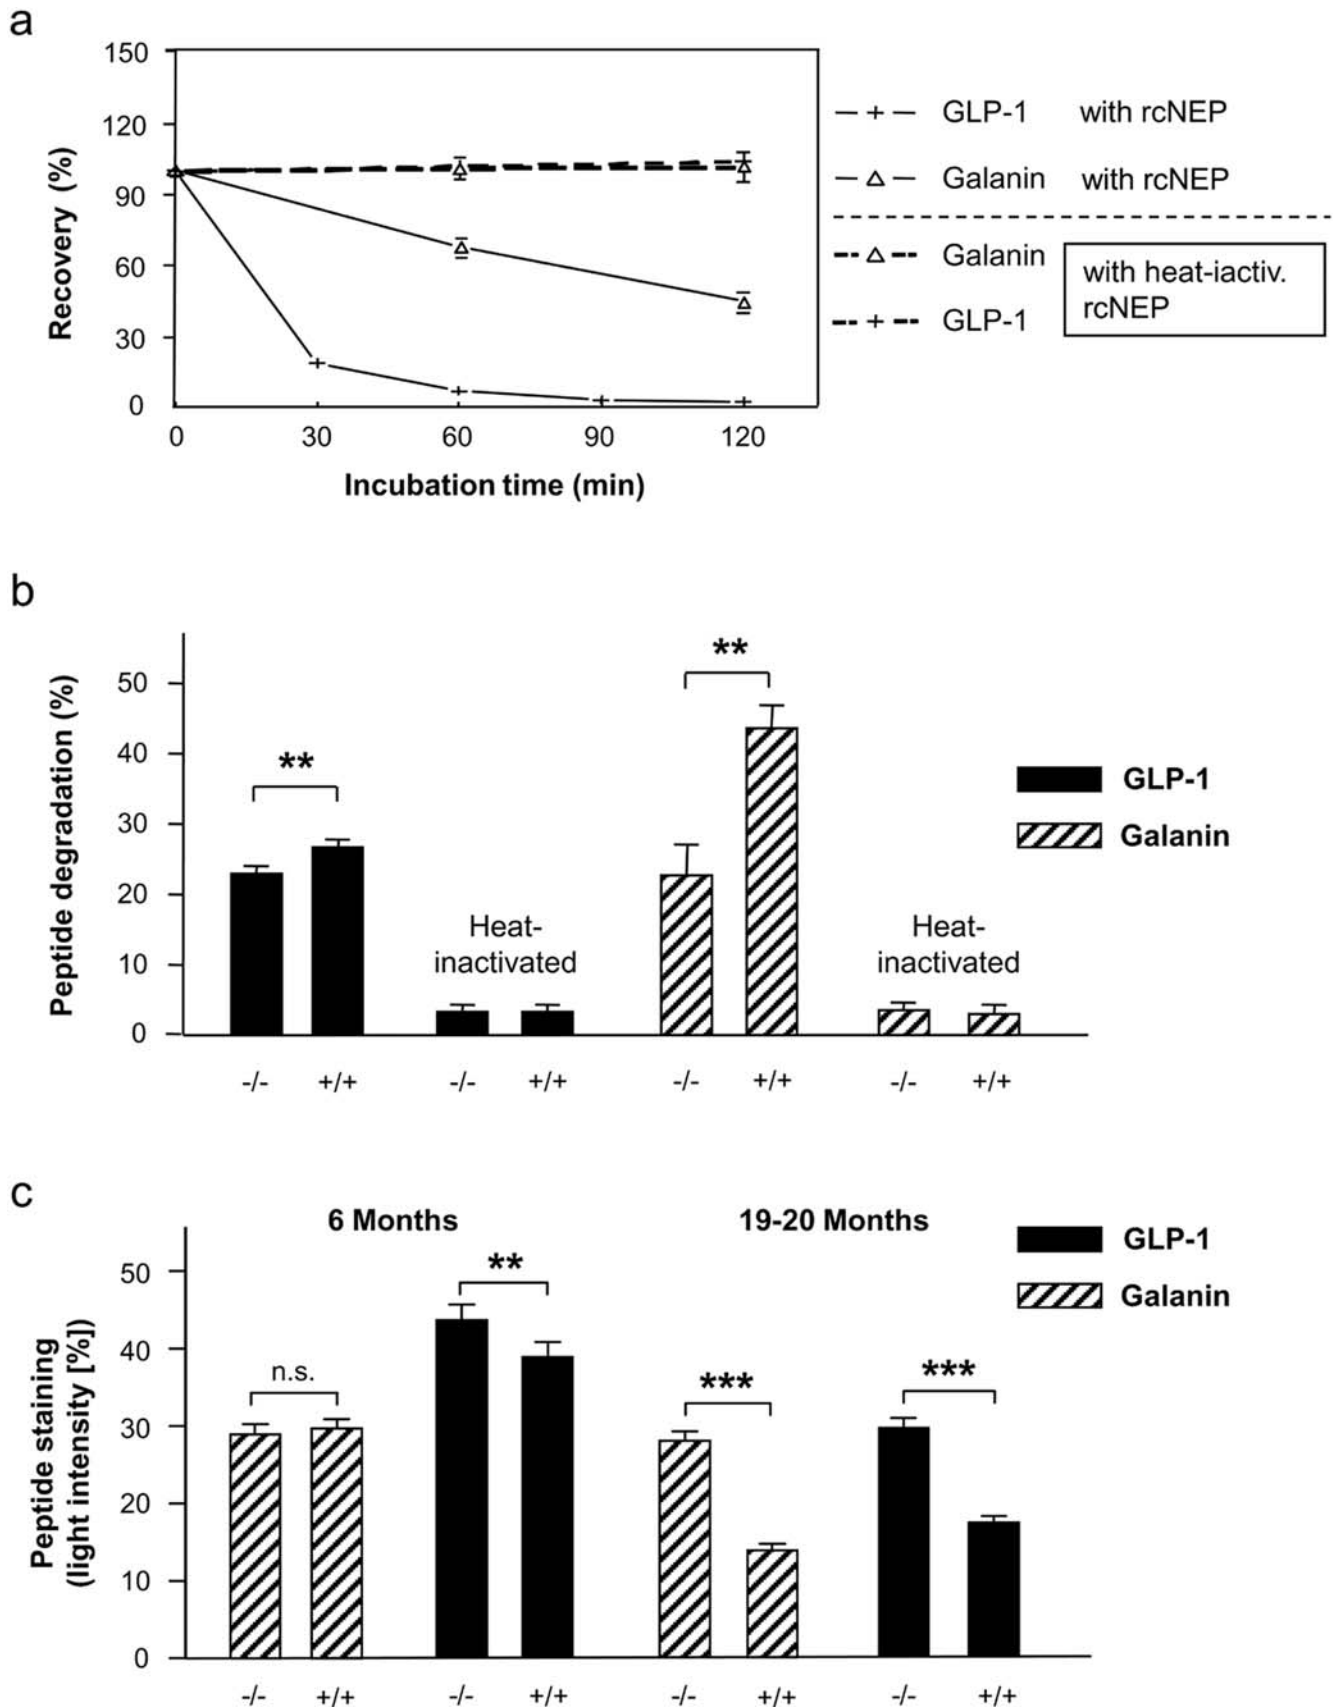 a
150
120
90
60
30
0
Recovery (%)
0 30 60 90 120
Incubation time (min)
GLP-1 with rcNEP
Galanin with rcNEP
Galanin
GLP-1
with heat-iactiv.
rcNEP
b
Peptide degradation (%)
50
40
30
20
10
0
**
**
Heat-
inactivated
Heat-
inactivated
-/- +/+ -/- +/+ -/- +/+ -/- +/+
GLP-1
Galanin
c
6 Months 19-20 Months
Peptide staining
(light intensity [%])
50
40
30
20
10
0
n.s.
**
***
***
-/- +/+ -/- +/+ -/- +/+ -/- +/+
GLP-1
Galanin